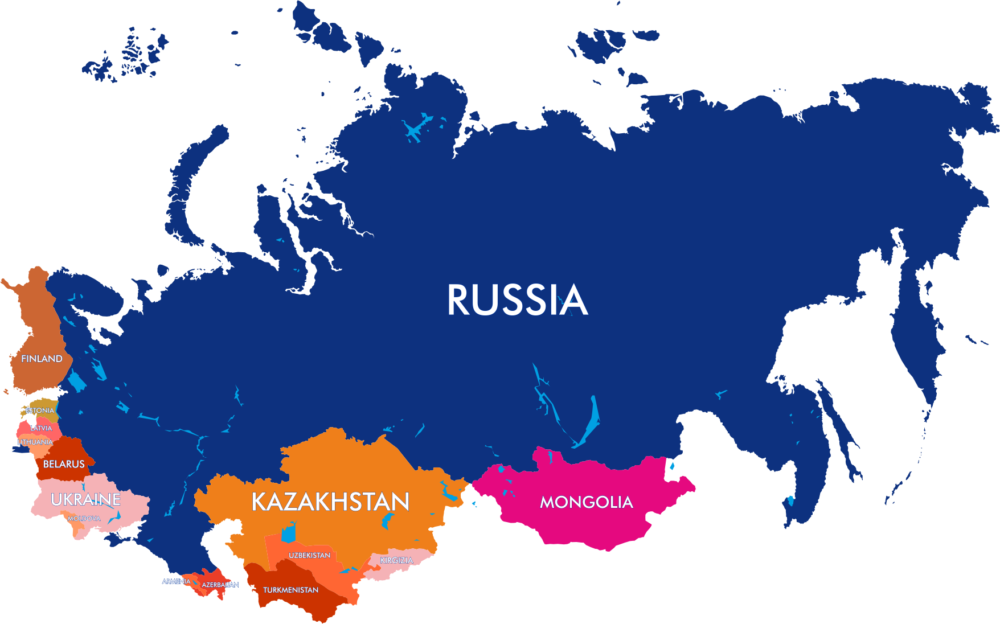 RUSSIA
FINLAND
ESTONIA
LATVIA
LITHUANIA
BELARUS
UKRAINE
KAZAKHSTAN
MONGOLIA
MOLDOVA
UZBEKISTAN
KIRGIZIA
ARMENIA
AZERBAIJAN
TURKMENISTAN